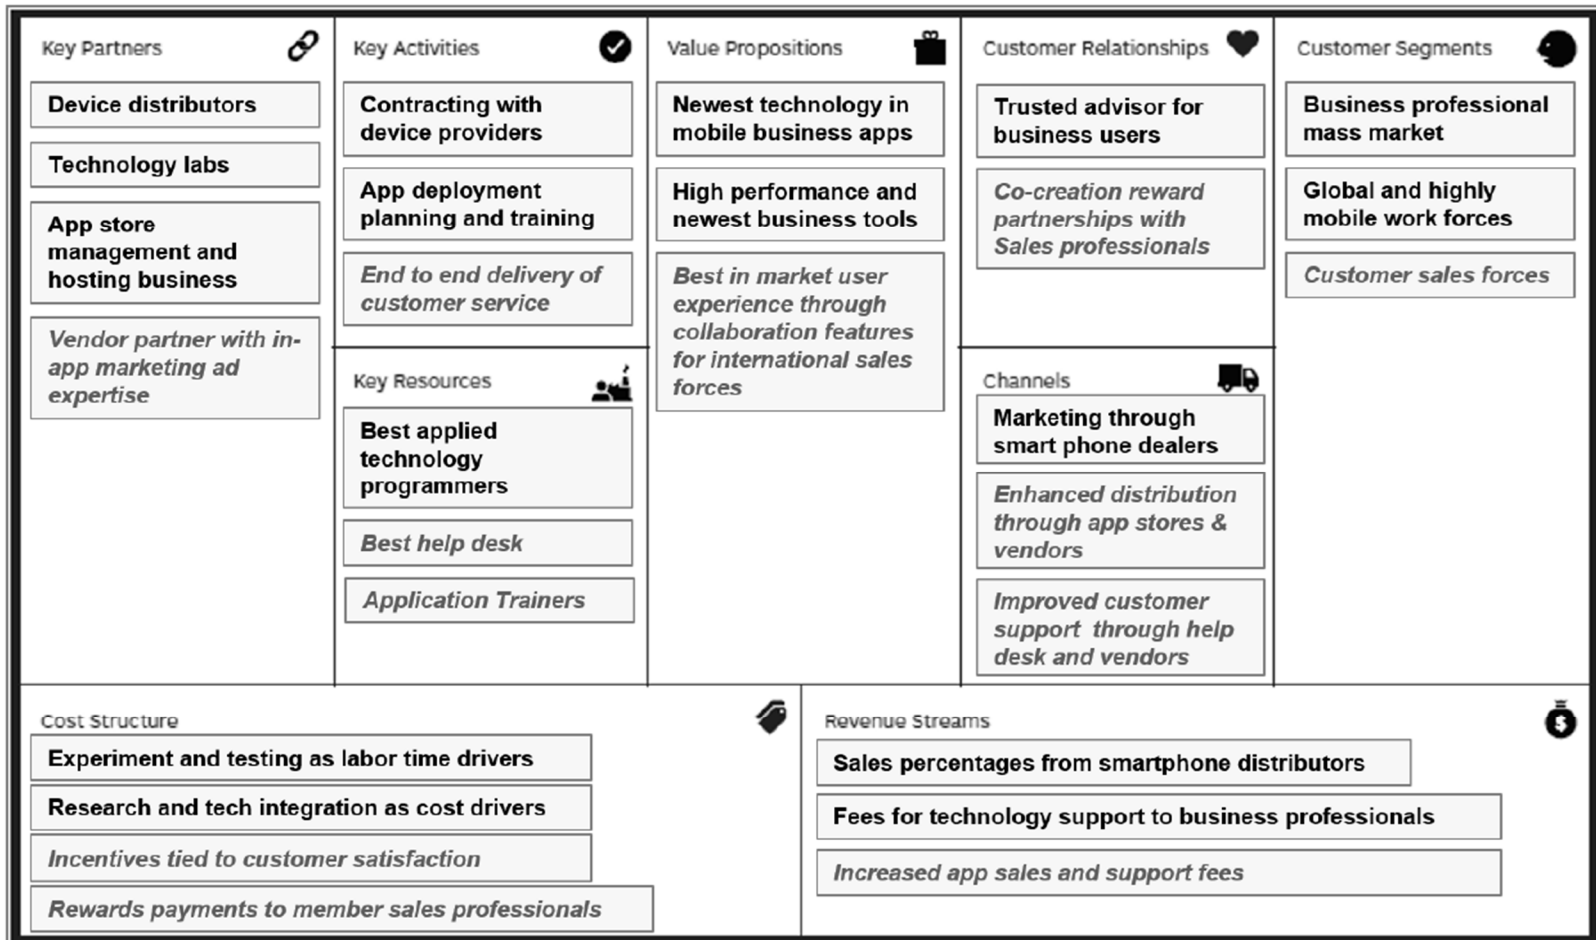 Key Partners
Device distributors
Technology labs
App store
management and
hosting business
Vendor partner with in-
app marketing ad
expertise
Key Activities
Contracting with
device providers
App deployment
planning and training
End to end delivery of
customer service
Key Resources
Best applied
technology
programmers
Best help desk
Application Trainers
Value Propositions
Newest technology in
mobile business apps
High performance and
newest business tools
Best in market user
experience through
collaboration features
for international sales
forces
Customer Relationships
Trusted advisor for
business users
Co-creation reward
partnerships with
Sales professionals
Channels
Marketing through
smart phone dealers
Enhanced distribution
through app stores &
vendors
Improved customer
support through help
desk and vendors
Customer Segments
Business professional
mass market
Global and highly
mobile work forces
Customer sales forces
Cost Structure
Experiment and testing as labor time drivers
Research and tech integration as cost drivers
Incentives tied to customer satisfaction
Rewards payments to member sales professionals
Revenue Streams
$
Sales percentages from smartphone distributors
Fees for technology support to business professionals
Increased app sales and support fees